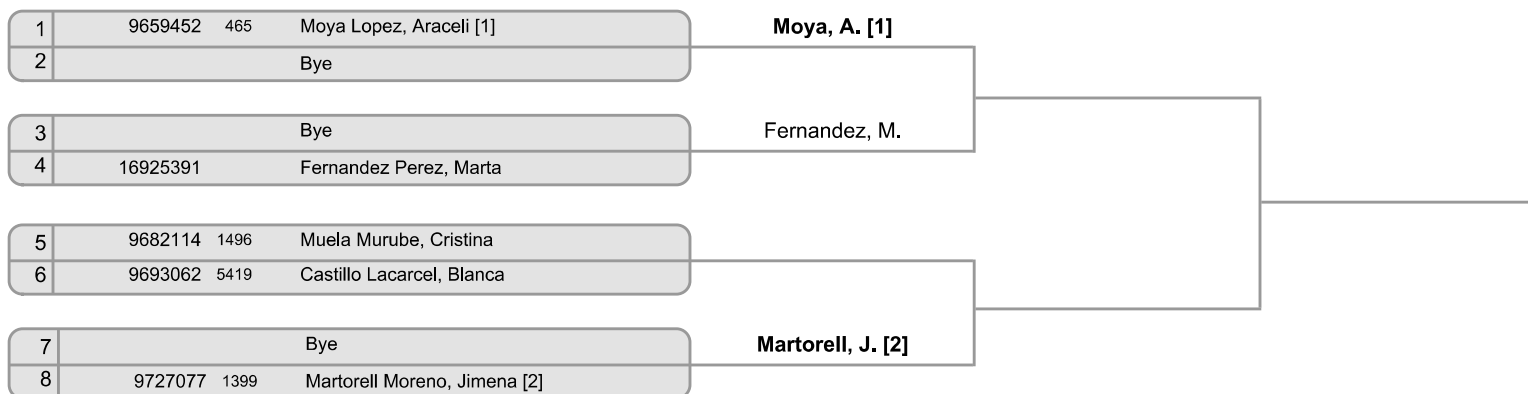 1 9659452 465 Moya Lopez, Araceli [1] Moya, A. [1]
2 Bye
3 Bye Fernandez, M.
4 16925391 Fernandez Perez, Marta
5 9682114 1496 Muela Murube, Cristina
6 9693062 5419 Castillo Lacarcel, Blanca
7 Bye Martorell, J. [2]
8 9727077 1399 Martorell Moreno, Jimena [2]